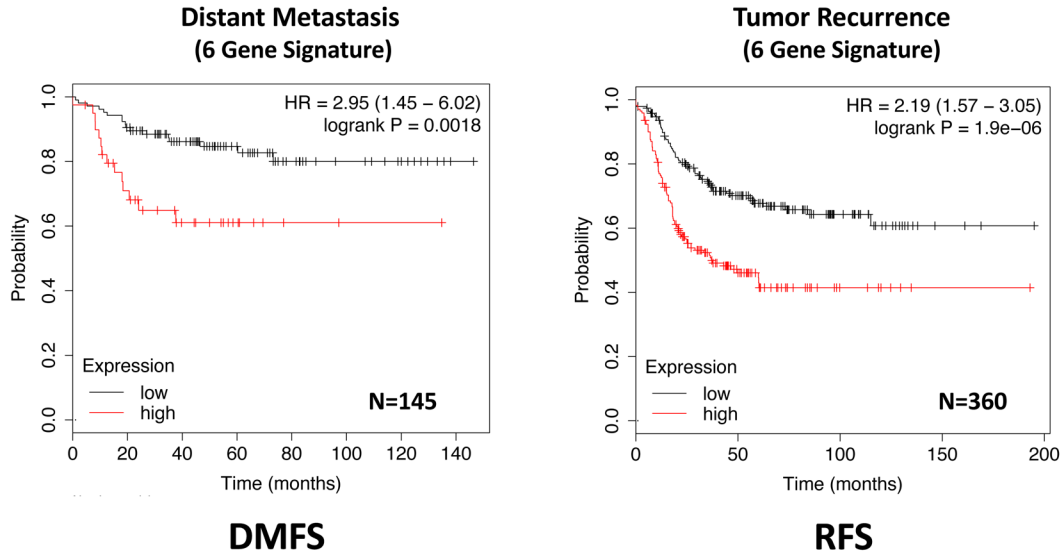 Distant Metastasis
(6 Gene Signature)
HR = 2.95 (1.45 − 6.02)
logrank P = 0.0018
Probability
1.0
0.8
0.6
0.4
0.2
0.0
Expression
low
high
N=145
0 20 40 60 80 100 120 140
Time (months)
DMFS
Tumor Recurrence
(6 Gene Signature)
HR = 2.19 (1.57 − 3.05)
logrank P = 1.9e−06
Probability
1.0
0.8
0.6
0.4
0.2
0.0
Expression
low
high
N=360
0 50 100 150 200
Time (months)
RFS